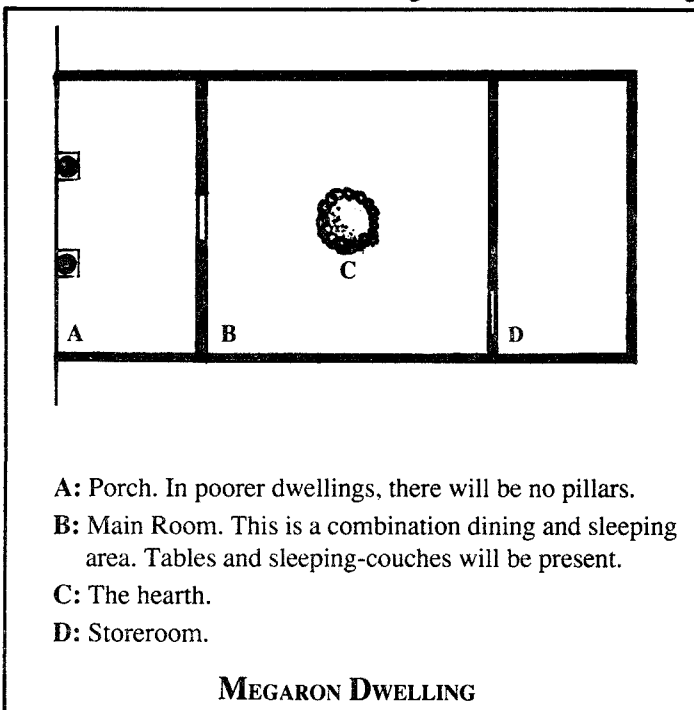 A
B
C
D
A: Porch. In poorer dwellings, there will be no pillars.
B: Main Room. This is a combination dining and sleeping
area. Tables and sleeping-couches will be present.
C: The hearth.
D: Storeroom.
MEGARON DWELLING